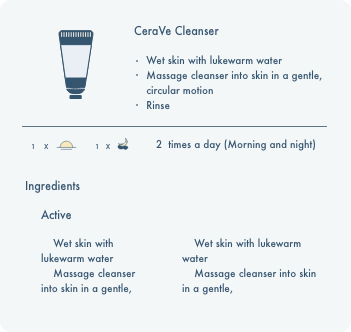 CeraVe Cleanser
· Wet skin with lukewarm water
· Massage cleanser into skin in a gentle,
circular motion
· Rinse
1 x 1 x 2 times a day (Morning and night)
Ingredients
Active
Wet skin with
lukewarm water
Massage cleanser
into skin in a gentle,
Wet skin with lukewarm
water
Massage cleanser into skin
in a gentle,